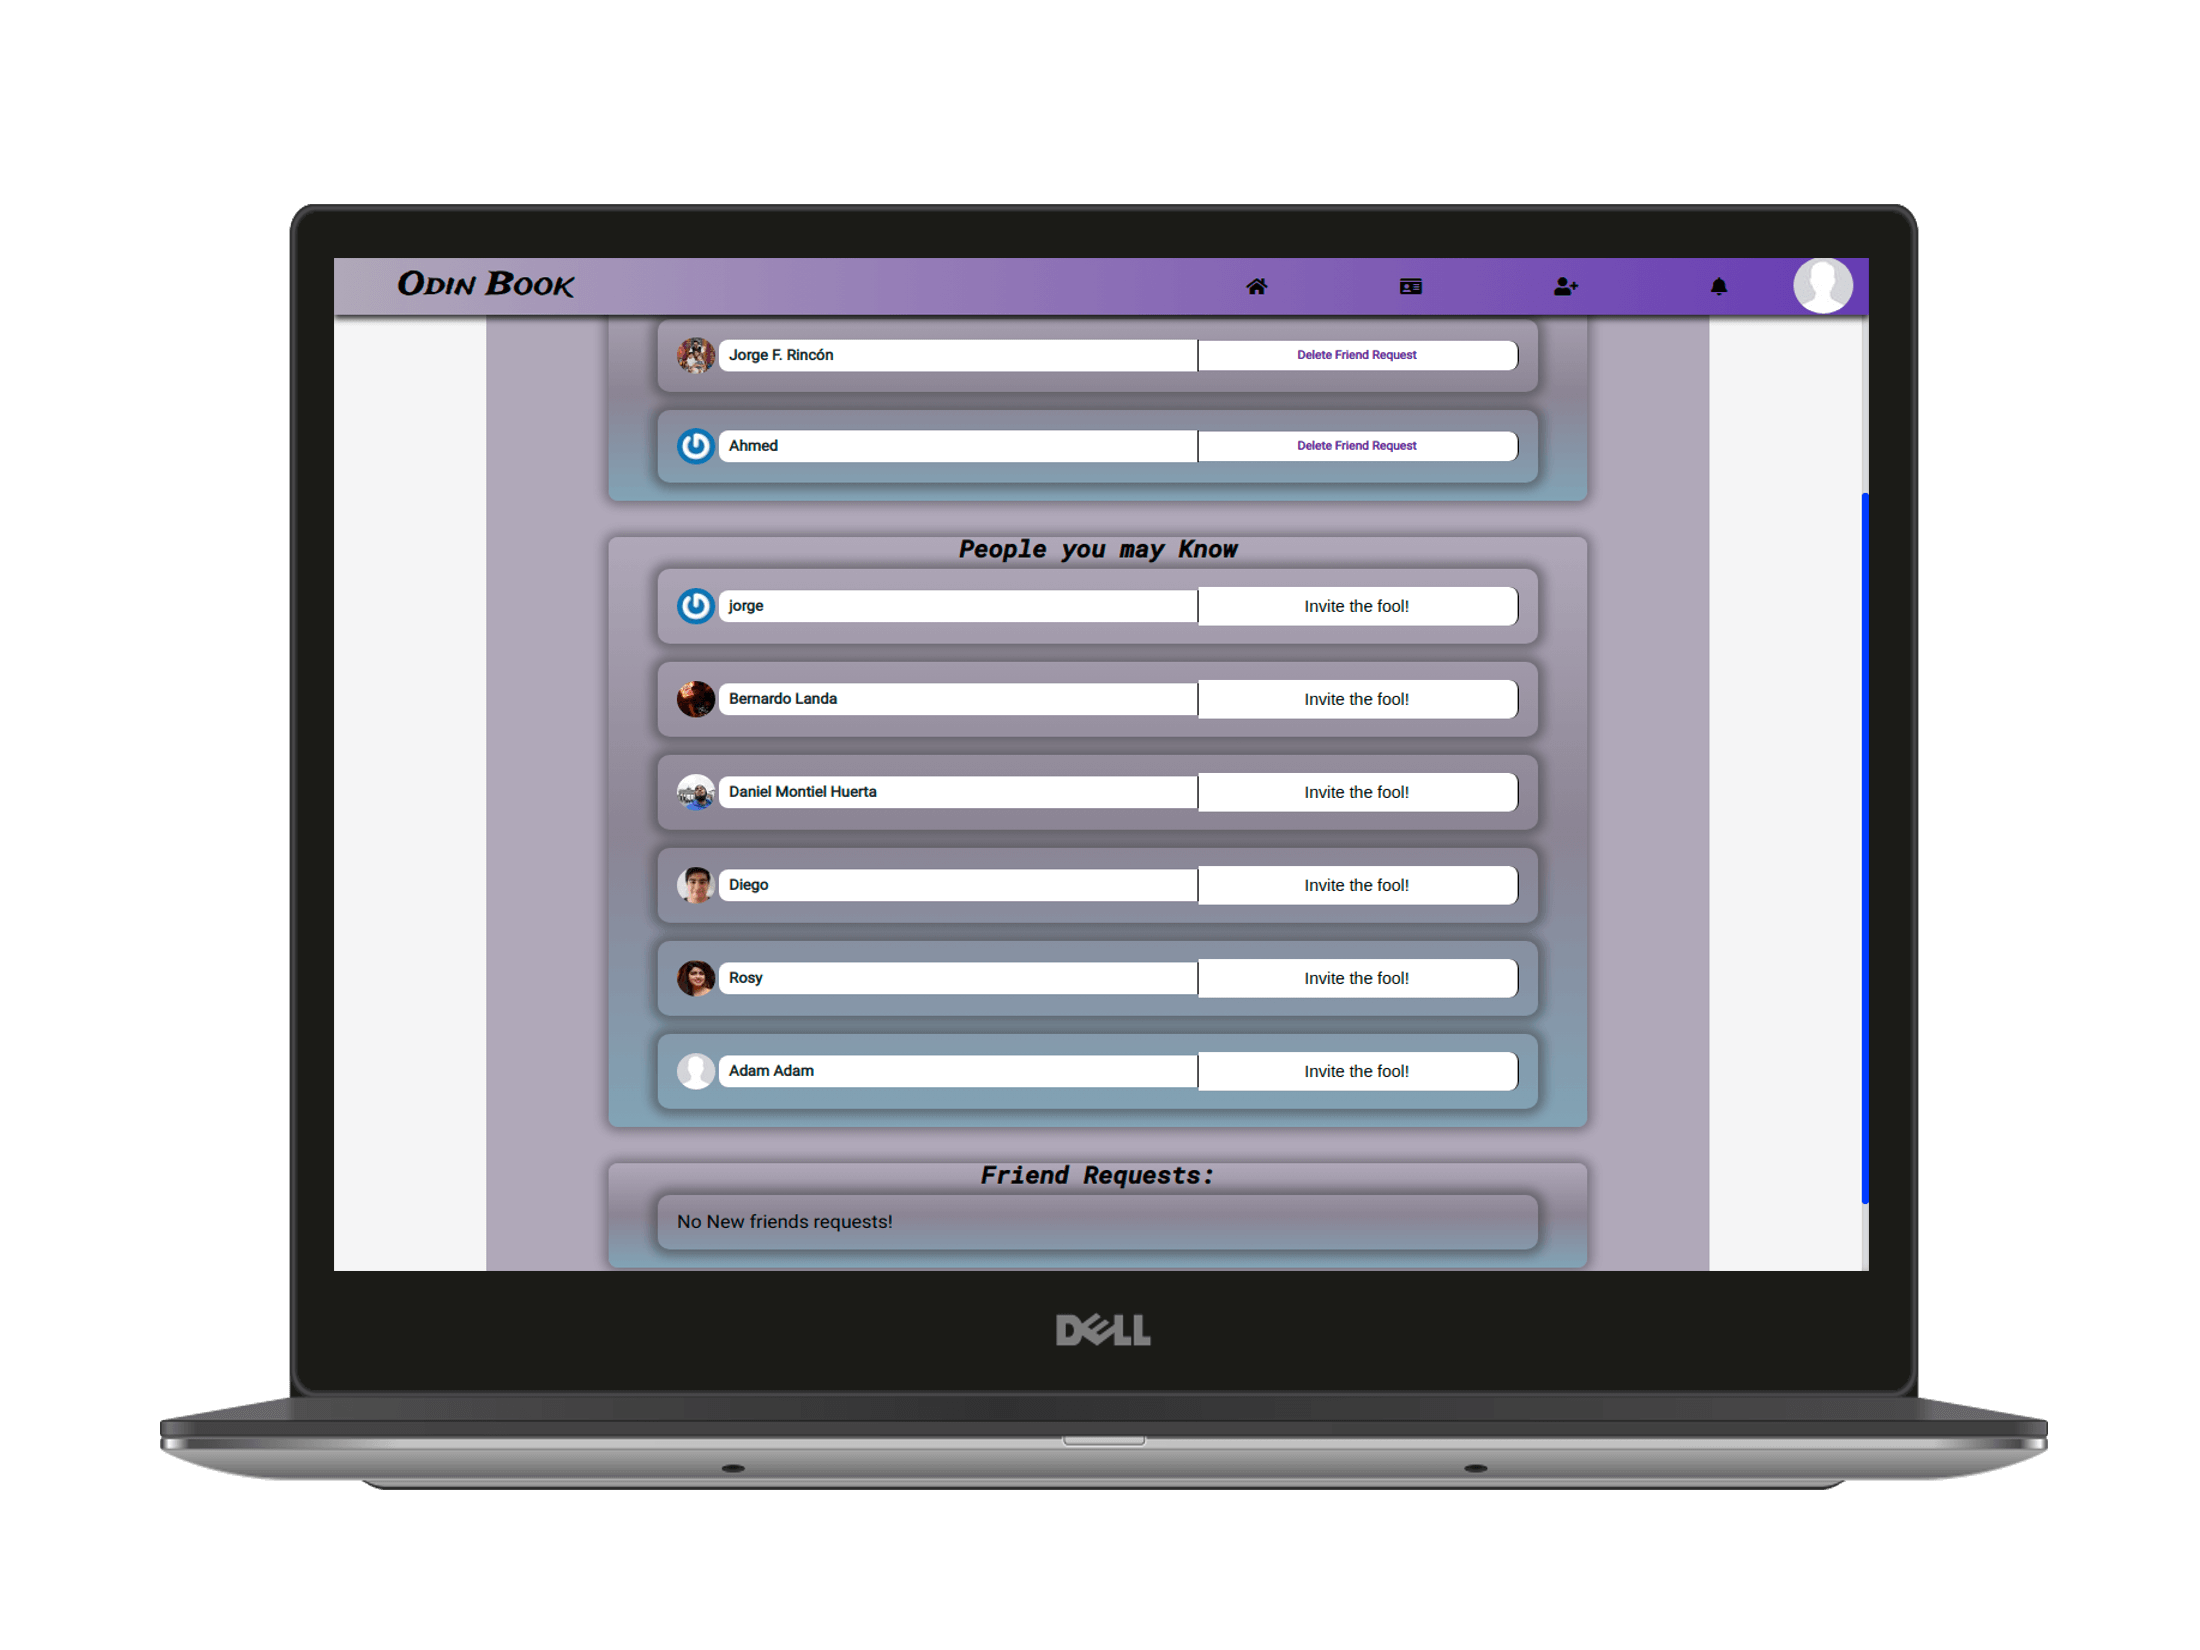 Odin Book
Jorge F. Rincón Delete Friend Request
Ahmed Delete Friend Request
People you may Know
jorge Invite the fool!
Bernardo Landa Invite the fool!
Daniel Montiel Huerta Invite the fool!
Diego Invite the fool!
Rosy Invite the fool!
Adam Adam Invite the fool!
Friend Requests:
No New friends requests!
DELL